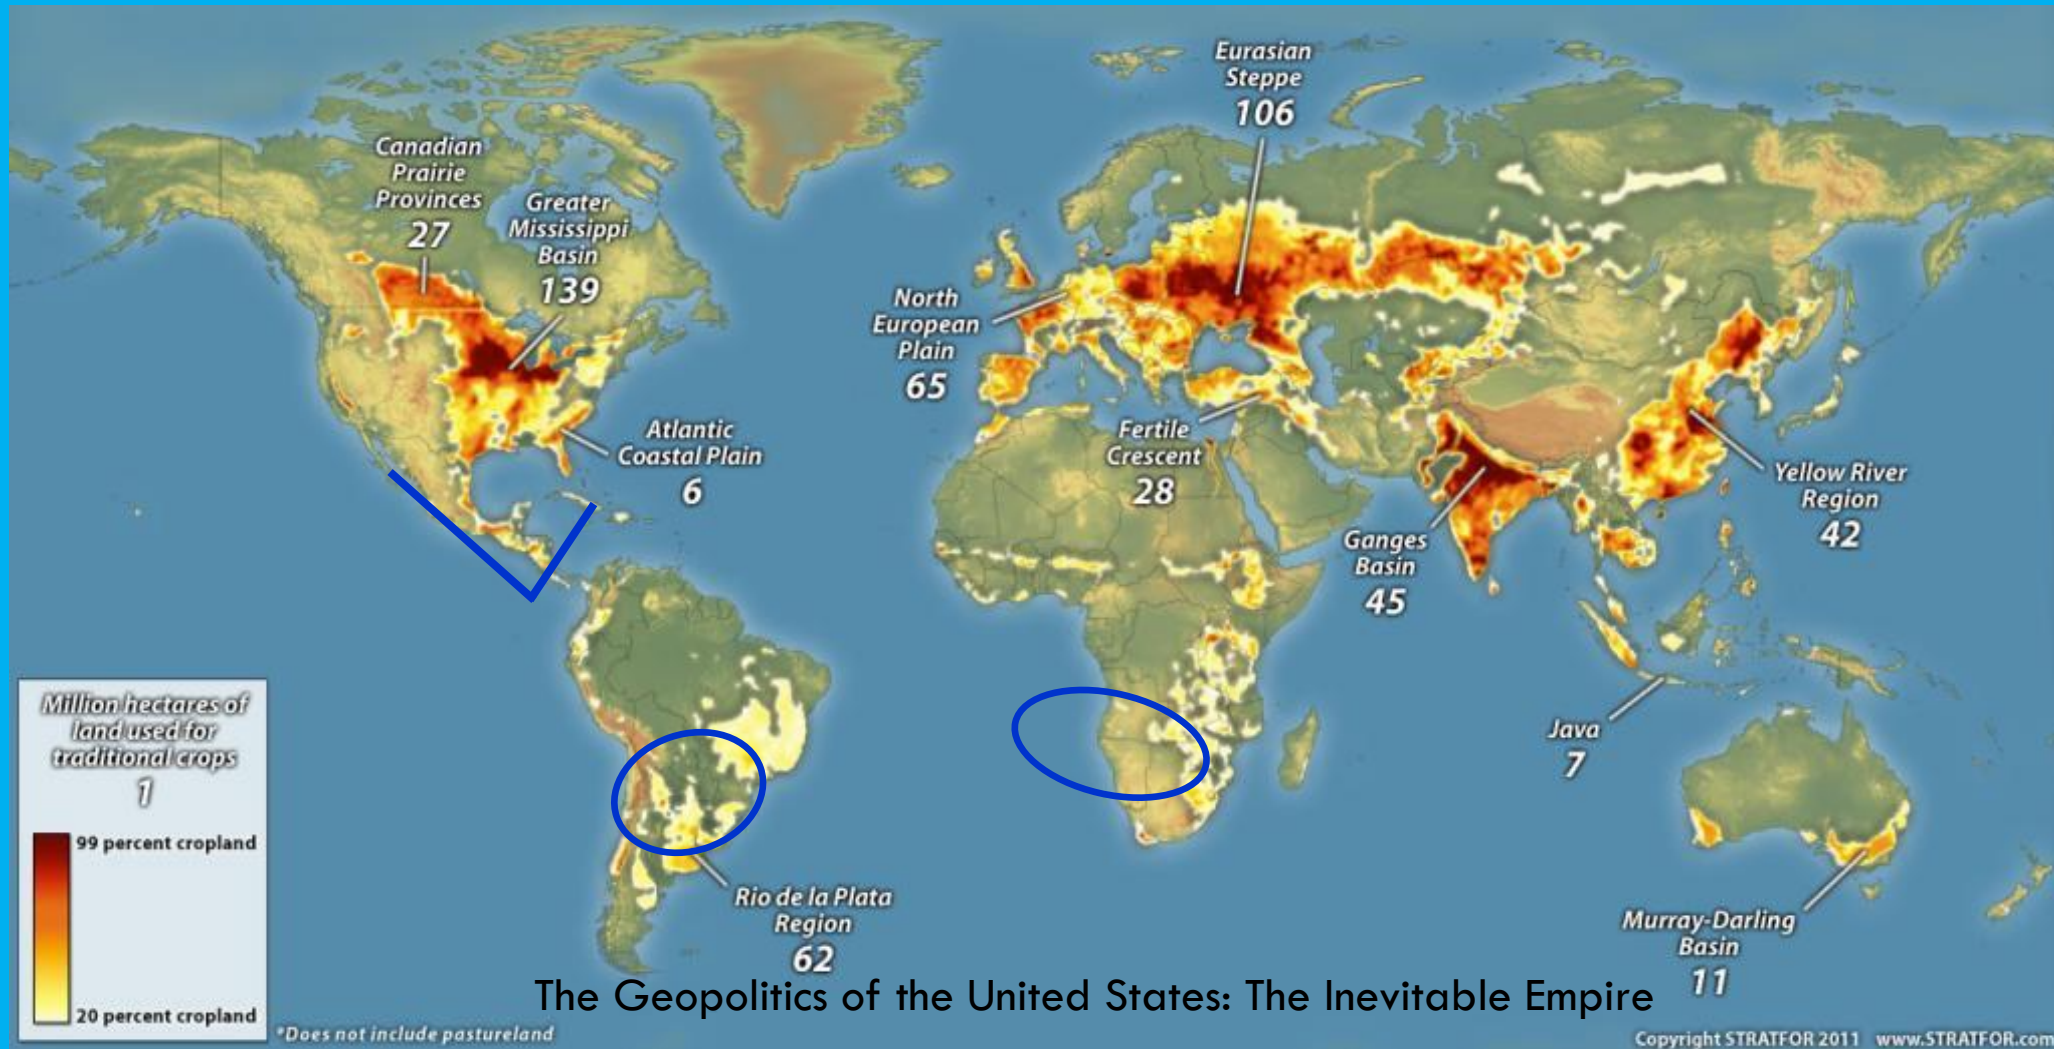 Eurasian
Steppe
106
Canadian
Prairie
Provinces
27
Greater
Mississippi
Basin
139
North
European
Plain
65
Atlantic
Coastal Plain
6
Fertile
Crescent
28
Yellow River
Region
42
Ganges
Basin
45
Java
7
Million hectares of
land used for
traditional crops
1
99 percent cropland
20 percent cropland
Rio de la Plata
Region
62
Murray-Darling
Basin
11
The Geopolitics of the United States: The Inevitable Empire
*Does not include pastureland
Copyright STRATFOR 2011 www.STRATFOR.com